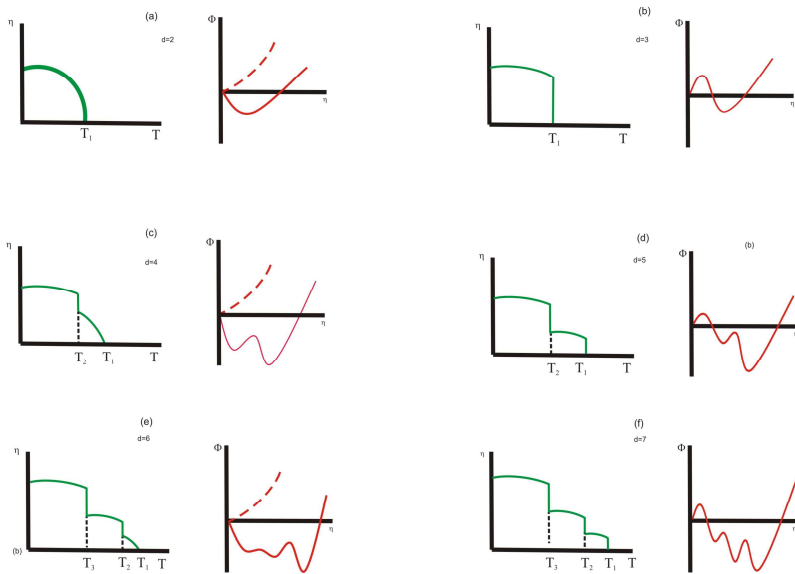 (a)
d=2
η
T₁
T
Φ
η
(b)
d=3
η
T₁
T
Φ
η
(c)
d=4
η
T₂
T₁
T
Φ
η
(d)
d=5
η
T₂
T₁
T
Φ
(b)
(e)
d=6
η
(b)
T₃
T₂
T₁
T
Φ
η
(f)
d=7
η
T₃
T₂
T₁
T
Φ
η